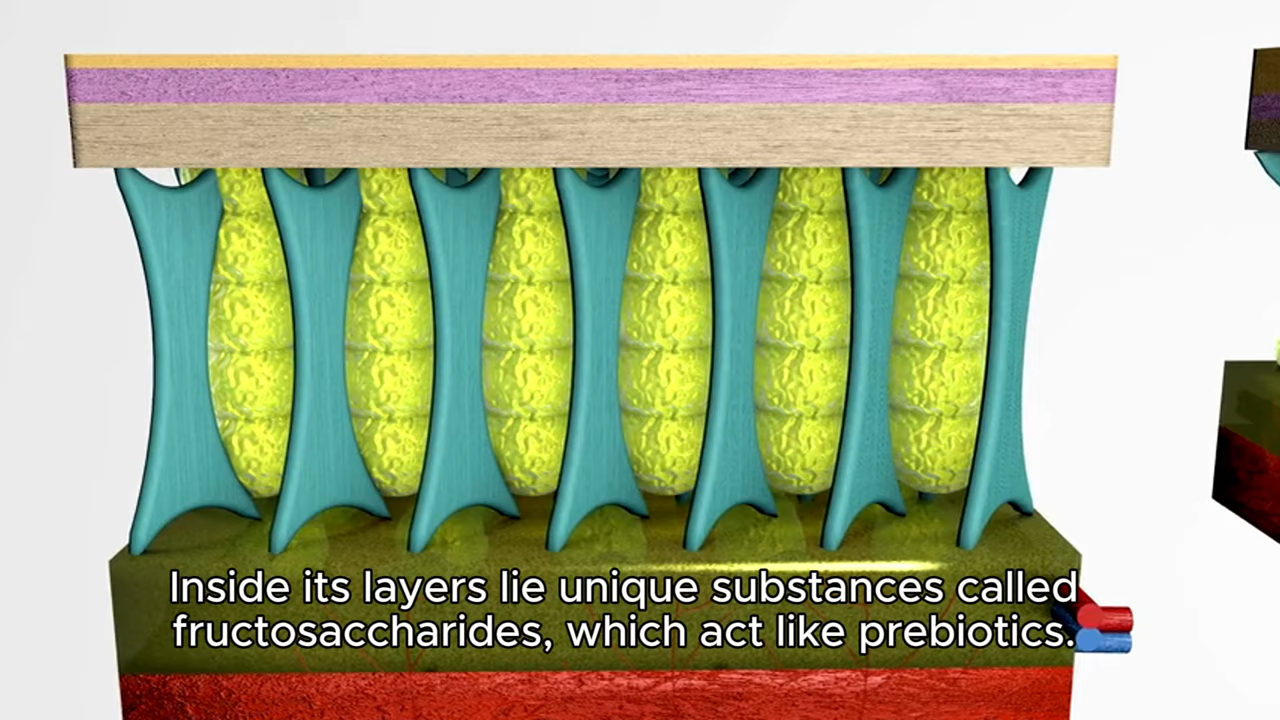 Inside its layers lie unique substances called
fructosaccharides, which act like prebiotics.